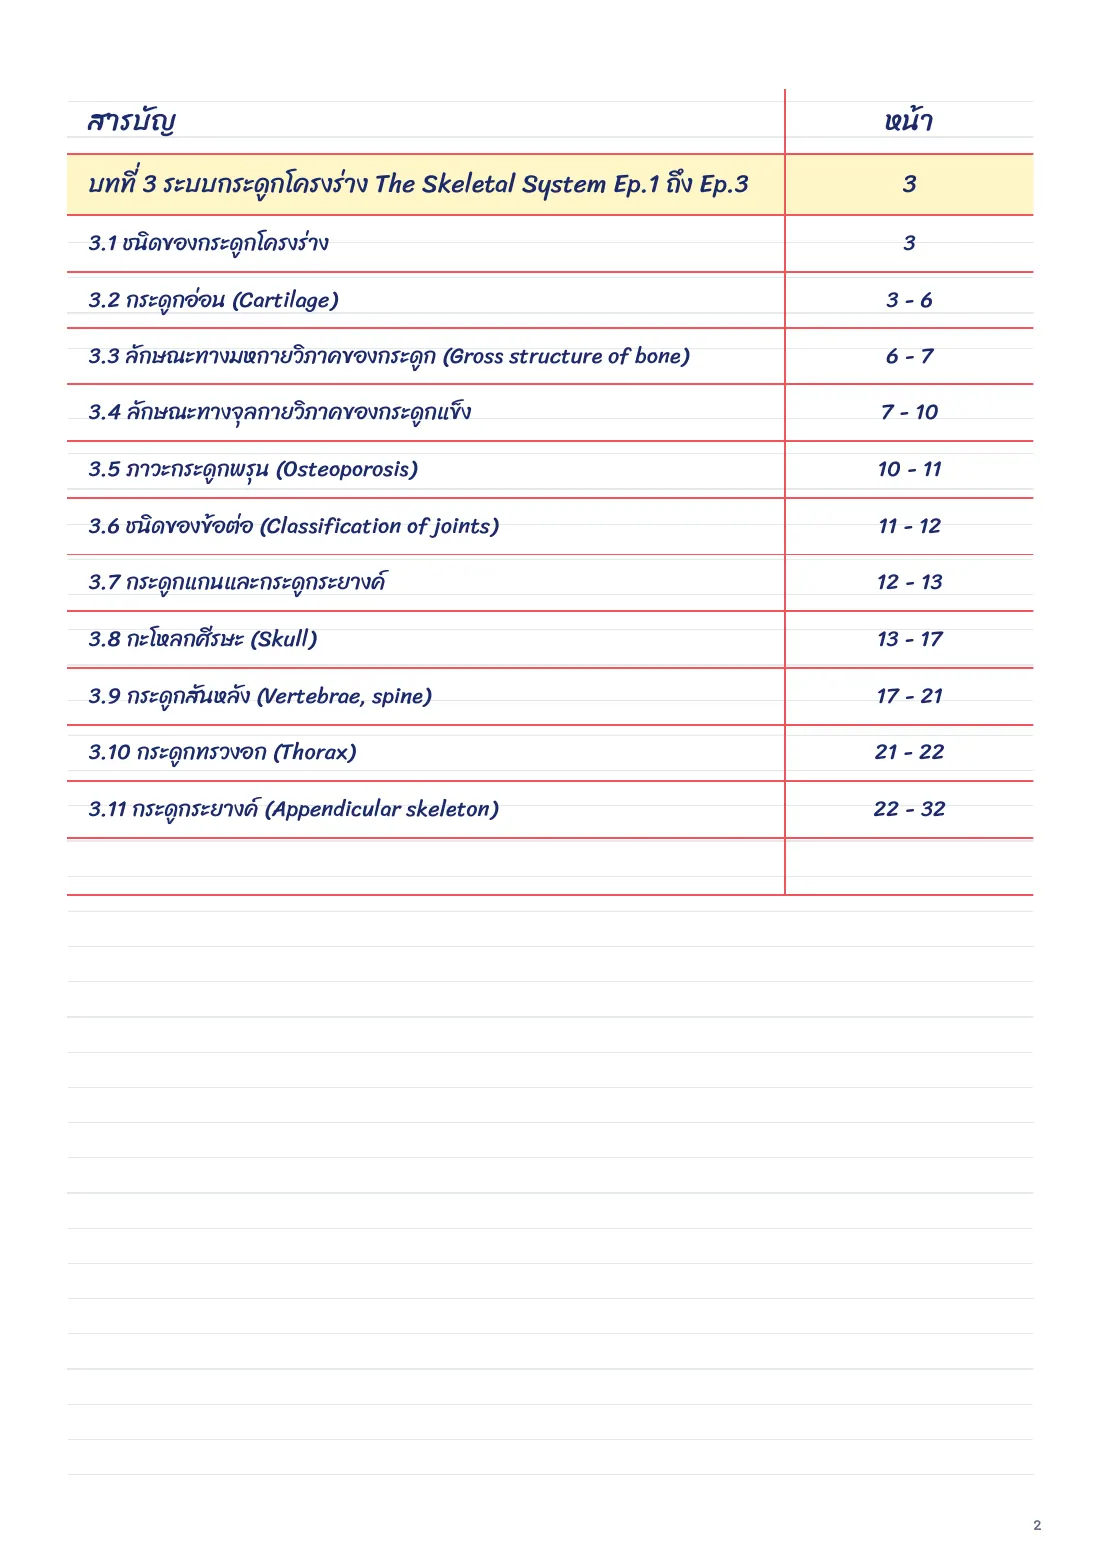 สารบัญ หน้า
บทที่ 3 ระบบกระดูกโครงร่าง The Skeletal System Ep.1 ถึง Ep.3 3
3.1 ชนิดของกระดูกโครงร่าง 3
3.2 กระดูกอ่อน (Cartilage) 3 - 6
3.3 ลักษณะทางมหกายวิภาคของกระดูก (Gross structure of bone) 6 - 7
3.4 ลักษณะทางจุลกายวิภาคของกระดูกแข็ง 7 - 10
3.5 ภาวะกระดูกพรุน (Osteoporosis) 10 - 11
3.6 ชนิดของข้อต่อ (Classification of joints) 11 - 12
3.7 กระดูกแกนและกระดูกระยางค์ 12 - 13
3.8 กะโหลกศีรษะ (Skull) 13 - 17
3.9 กระดูกสันหลัง (Vertebrae, spine) 17 - 21
3.10 กระดูกทรวงอก (Thorax) 21 - 22
3.11 กระดูกระยางค์ (Appendicular skeleton) 22 - 32
2